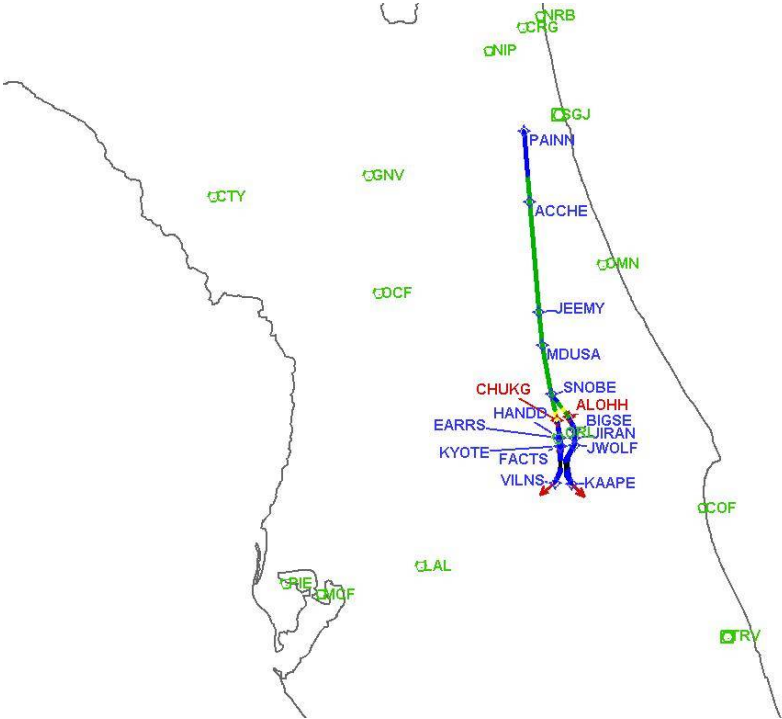 NRB
CRG
NIP
SGJ
PAINN
GNV
CTY
ACCHE
OMN
OCF
JEEMY
MDUSA
SNOBE
CHUKG
ALOHH
HANDD
BIGSE
EARRS
ORL
JIRAN
KYOTE
FACTS
JWOLF
VILNS
KAAPE
COF
LAL
PIE
MCF
TRV